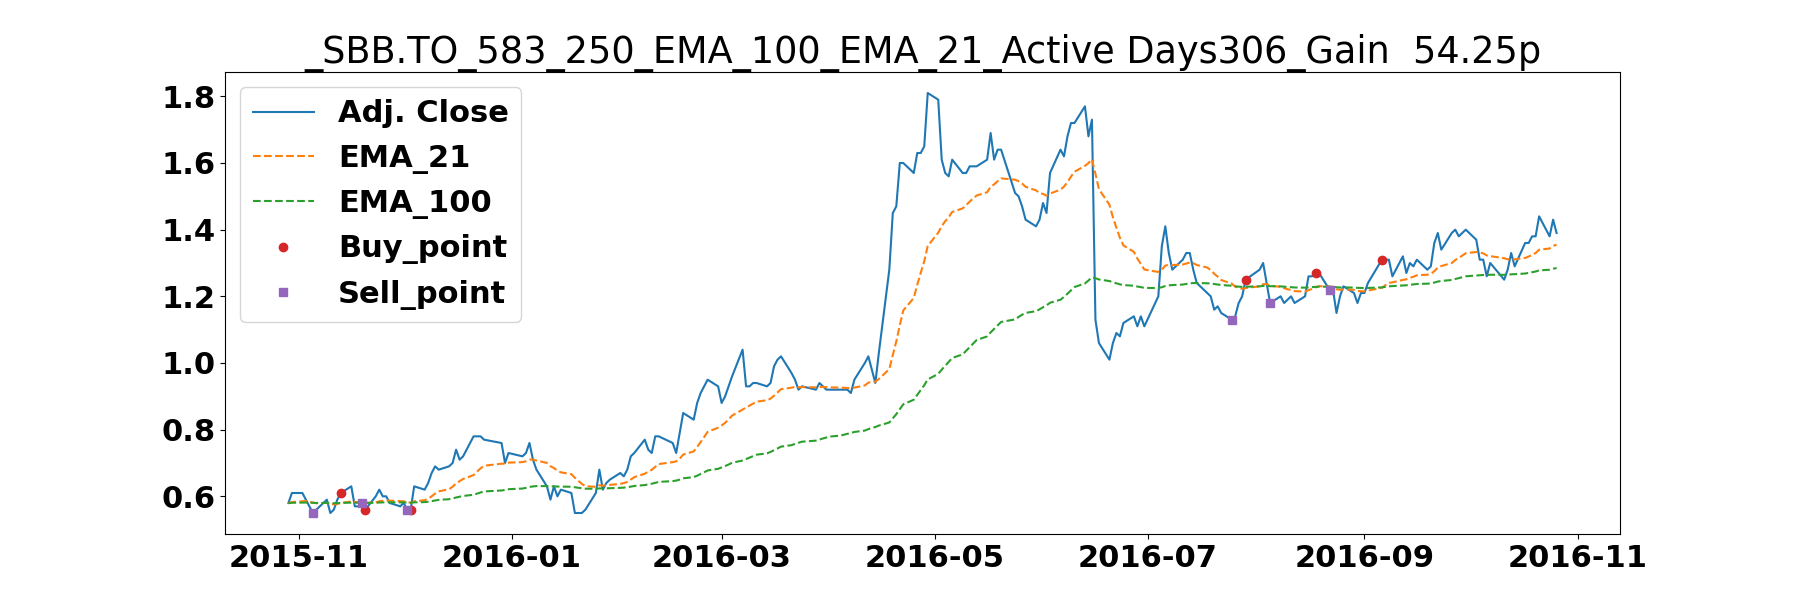 _SBB.TO_583_250_EMA_100_EMA_21_Active Days306_Gain  54.25p
Adj. Close
EMA_21
EMA_100
Buy_point
Sell_point
1.8
1.6
1.4
1.2
1.0
0.8
0.6
2015-11
2016-01
2016-03
2016-05
2016-07
2016-09
2016-11